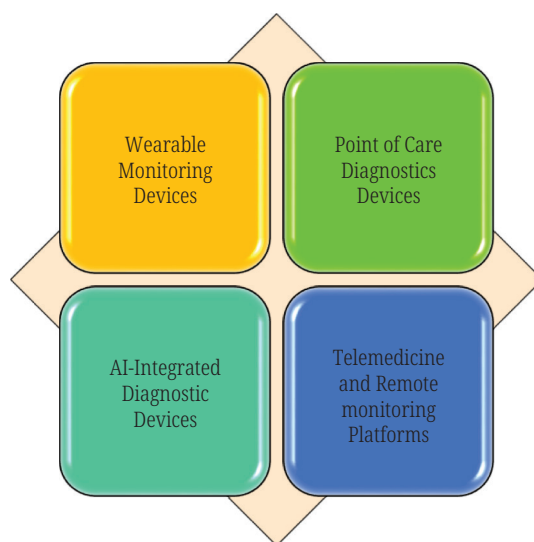 Wearable
Monitoring
Devices
Point of Care
Diagnostics
Devices
AI-Integrated
Diagnostic
Devices
Telemedicine
and Remote
monitoring
Platforms